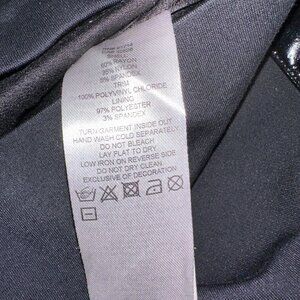 SHELL
60% RAYON
35% NYLON
5% SPANDEX
TRIM
100% POLYVINYL CHLORIDE
LINING
97% POLYESTER
3% SPANDEX
TURN GARMENT INSIDE OUT
HAND WASH COLD SEPARATELY
DO NOT BLEACH
LAY FLAT TO DRY
LOW IRON ON REVERSE SIDE
DO NOT DRY CLEAN
EXCLUSIVE OF DECORATION